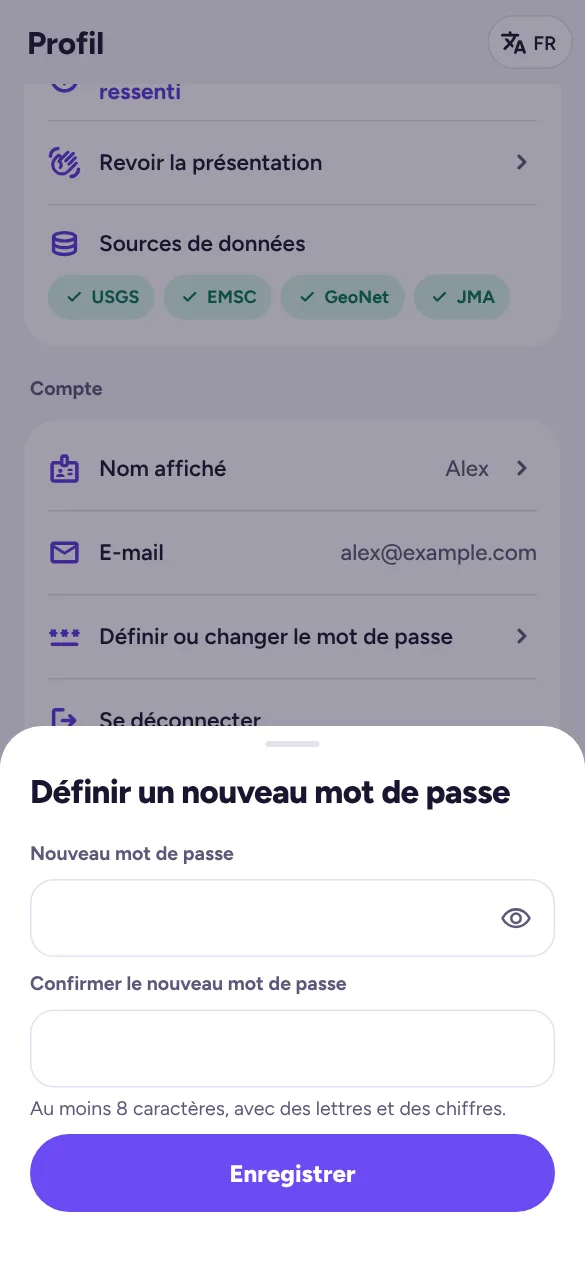 Profil
FR
ressenti
Revoir la présentation
Sources de données
USGS
EMSC
GeoNet
JMA
Compte
Nom affiché
Alex
E-mail
alex@example.com
Définir ou changer le mot de passe
Se déconnecter
Définir un nouveau mot de passe
Nouveau mot de passe
Confirmer le nouveau mot de passe
Au moins 8 caractères, avec des lettres et des chiffres.
Enregistrer